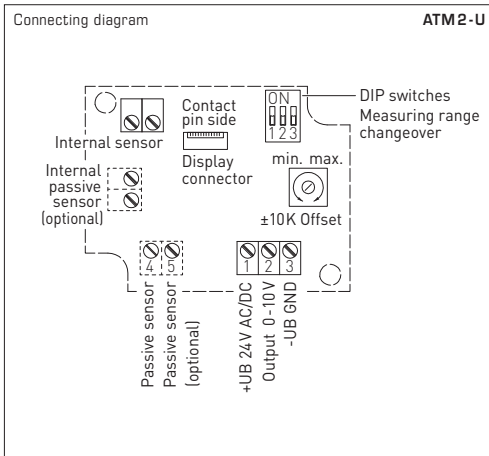 Connecting diagram
ATM2-U
ON
1 2 3
DIP switches
Measuring range
changeover
Contact
pin side
Internal sensor
Display
connector
Internal
passive
sensor
(optional)
min. max.
±10K Offset
4 5
1 2 3
Passive sensor
Passive sensor
(optional)
+UB 24V AC/DC
Output 0-10V
-UB GND